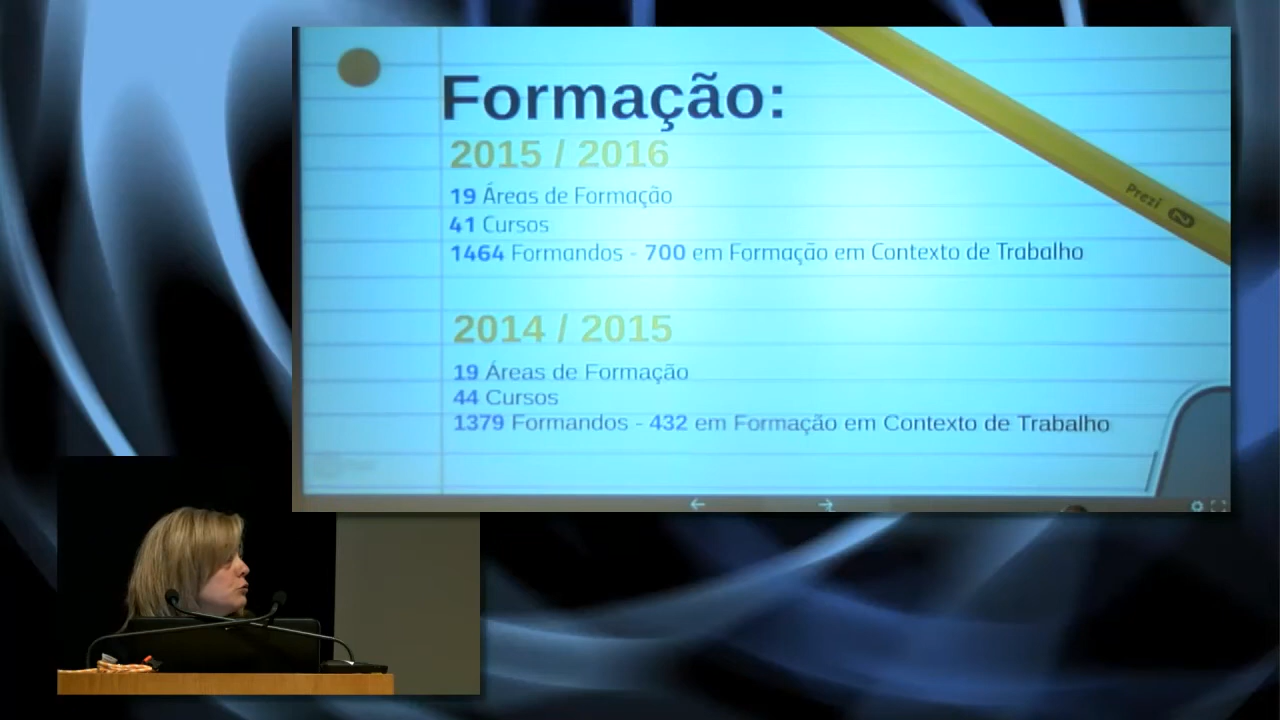 Formação:
2015 / 2016
19 Áreas de Formação
41 Cursos
1464 Formandos - 700 em Formação em Contexto de Trabalho
2014 / 2015
19 Áreas de Formação
44 Cursos
1379 Formandos - 432 em Formação em Contexto de Trabalho
Prezi